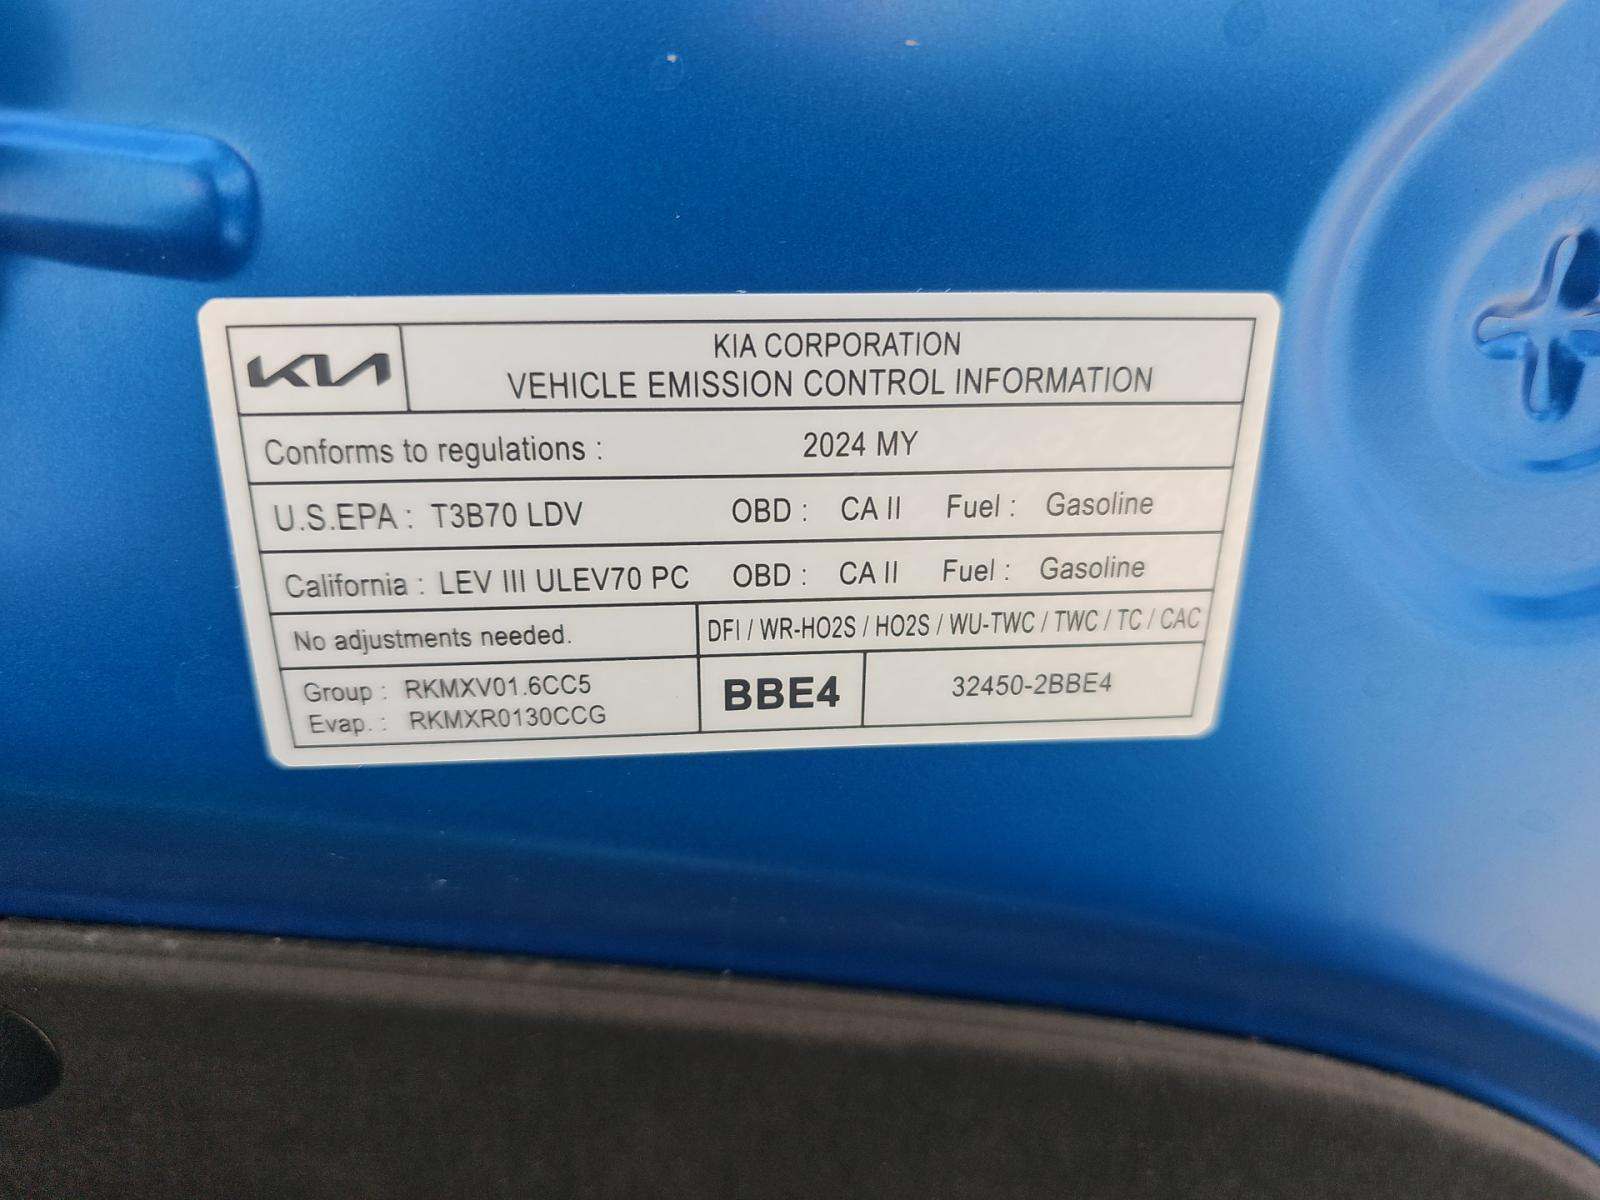 KIA
KIA CORPORATION
VEHICLE EMISSION CONTROL INFORMATION
Conforms to regulations : 2024 MY
U.S.EPA : T3B70 LDV OBD : CA II Fuel : Gasoline
California : LEV III ULEV70 PC OBD : CA II Fuel : Gasoline
No adjustments needed. DFI / WR-HO2S / HO2S / WU-TWC / TWC / TC / CAC
Group : RKMXV01.6CC5
Evap. : RKMXR0130CCG
BBE4
32450-2BBE4